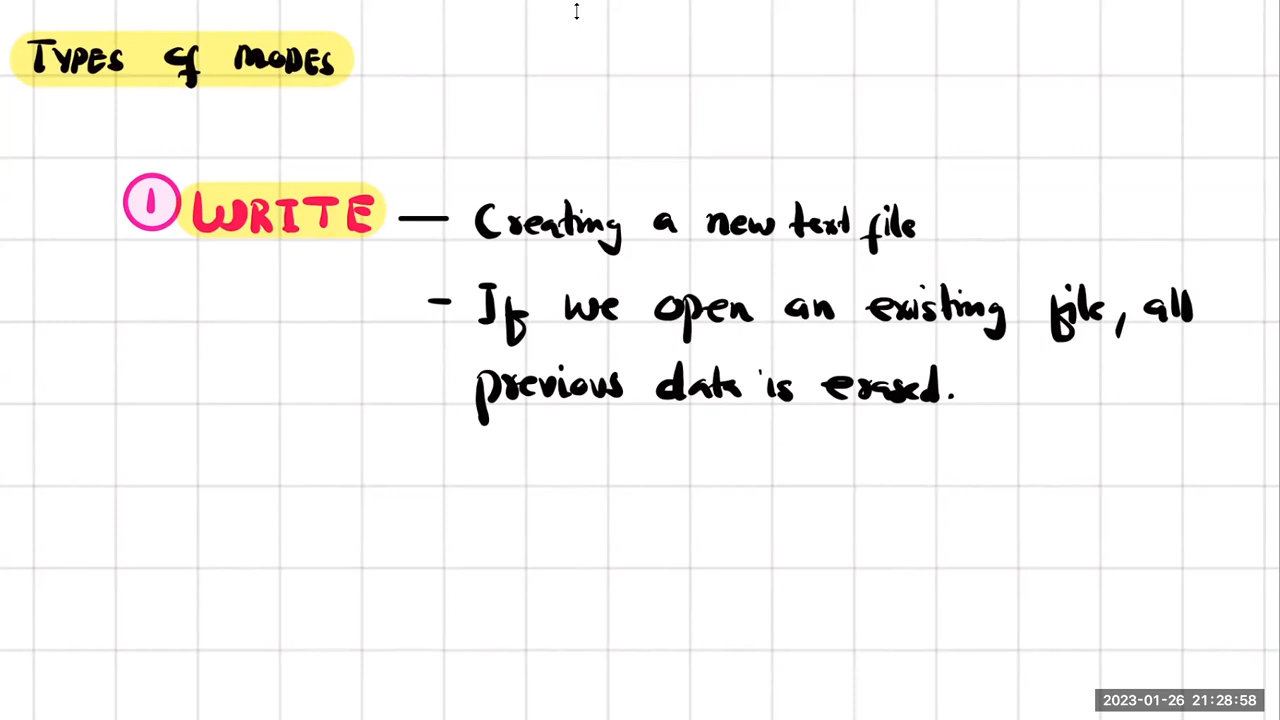 TYPES of MODES
① WRITE — Creating a new text file
- If we open an existing file, all
previous data is erased.
2023-01-26 21:28:58